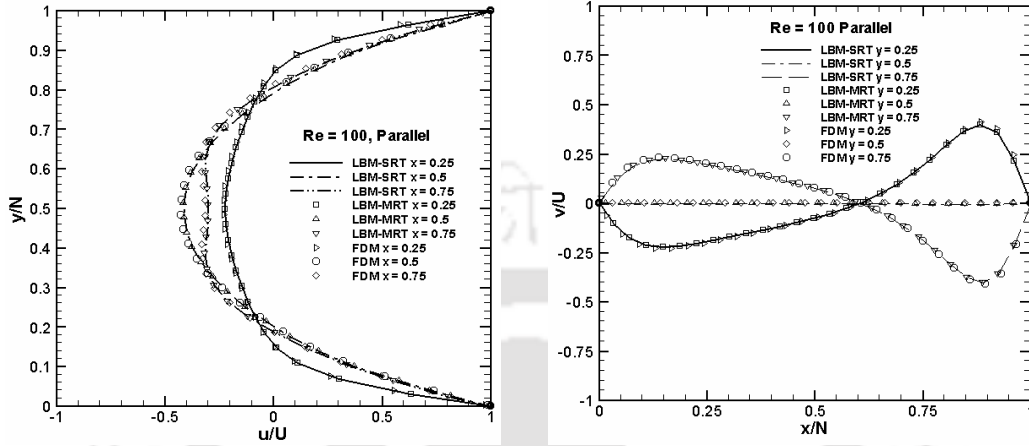 1
0.9
0.8
0.7
0.6
0.5
0.4
0.3
0.2
0.1
0
y/N
-1
-0.5
0
0.5
1
u/U
Re = 100, Parallel
LBM-SRT x = 0.25
LBM-SRT x = 0.5
LBM-SRT x = 0.75
LBM-MRT x = 0.25
LBM-MRT x = 0.5
LBM-MRT x = 0.75
FDM x = 0.25
FDM x = 0.5
FDM x = 0.75
1
0.75
0.5
0.25
0
-0.25
-0.5
-0.75
-1
v/U
0
0.25
0.5
0.75
1
x/N
Re = 100 Parallel
LBM-SRT y = 0.25
LBM-SRT y = 0.5
LBM-SRT y = 0.75
LBM-MRT y = 0.25
LBM-MRT y = 0.5
LBM-MRT y = 0.75
FDM y = 0.25
FDM y = 0.5
FDM y = 0.75